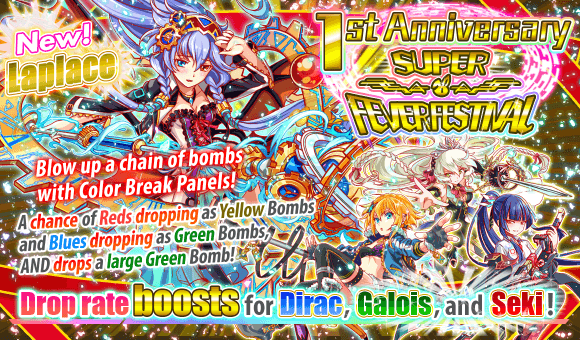 New!
Laplace
1st Anniversary
SUPER
FEVER FESTIVAL
Blow up a chain of bombs
with Color Break Panels!
A chance of Reds dropping as Yellow Bombs
and Blues dropping as Green Bombs,
AND drops a large Green Bomb!
Drop rate boosts for Dirac, Galois, and Seki!